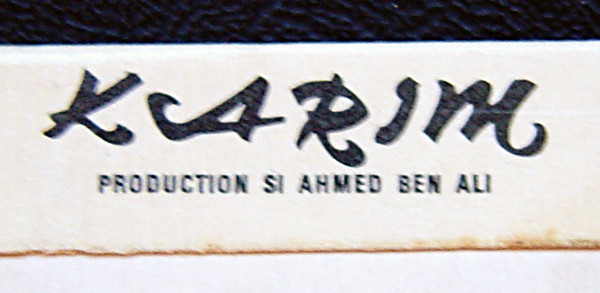 KARIM
PRODUCTION SI AHMED BEN ALI